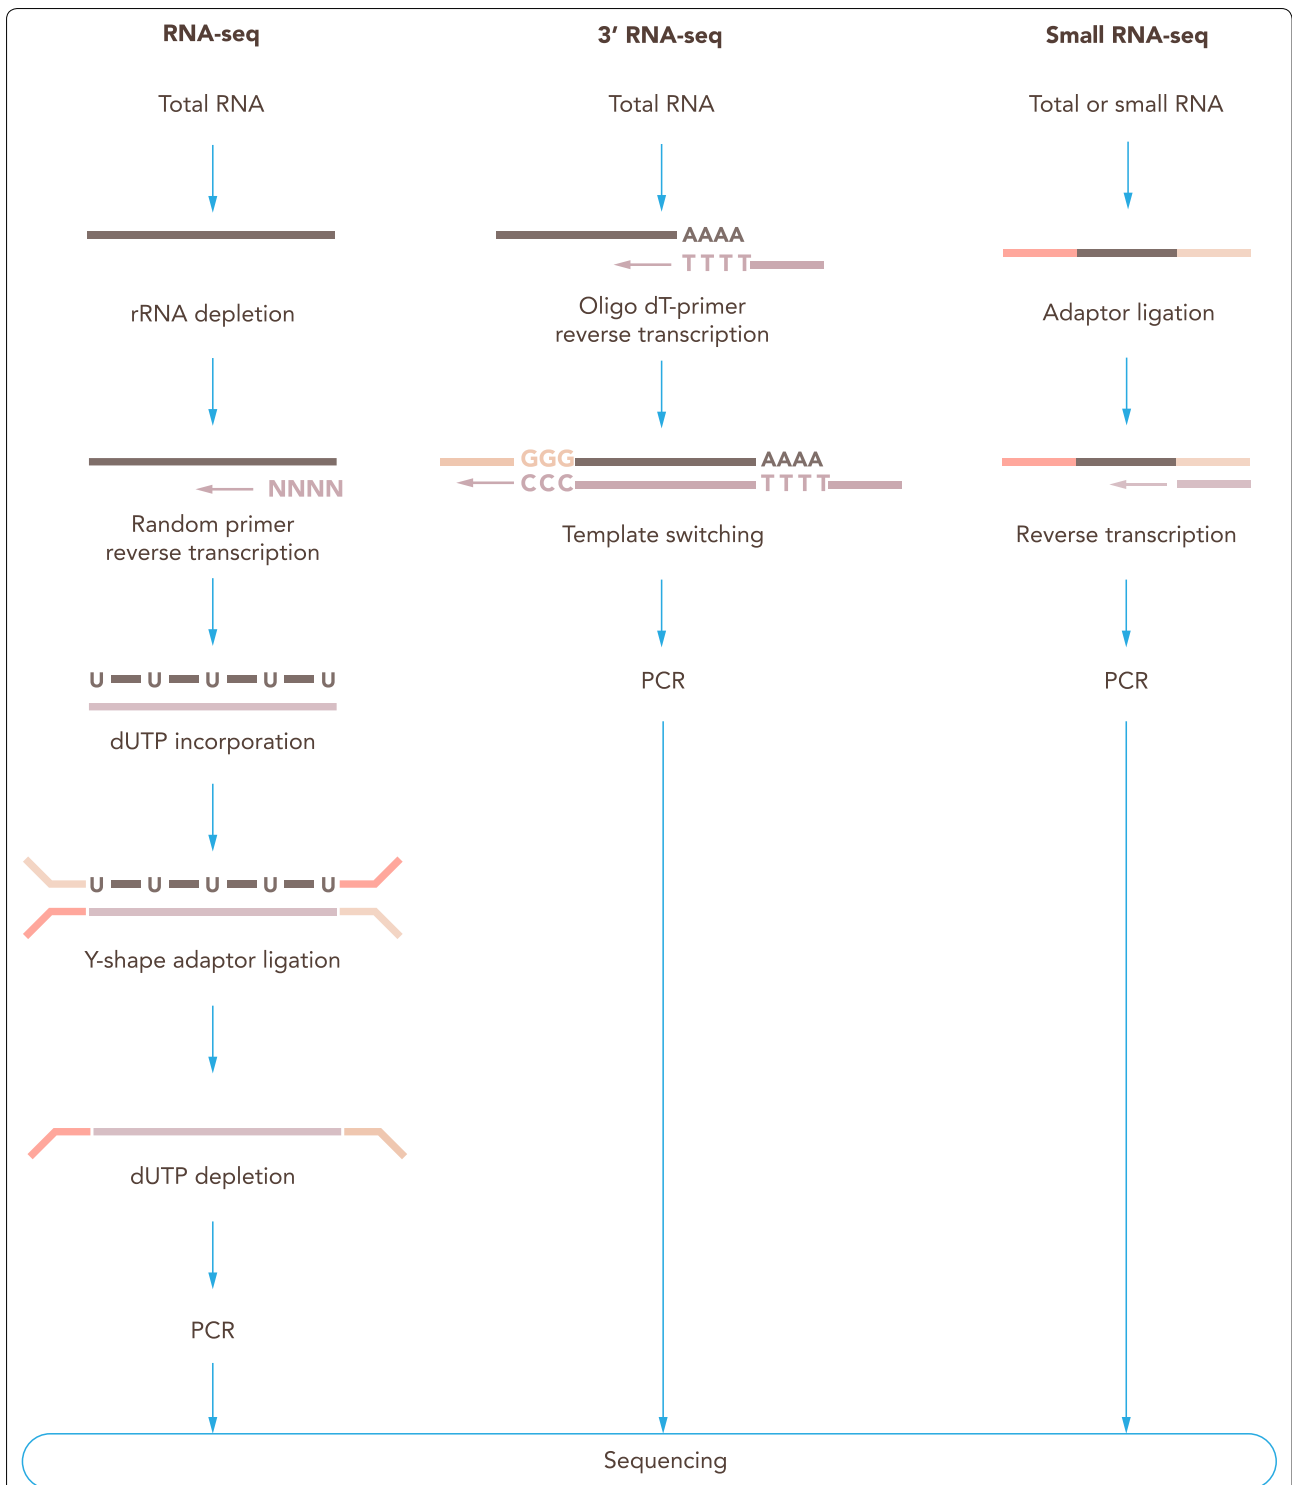 RNA-seq
Total RNA
rRNA depletion
NNNN
Random primer
reverse transcription
U U U U U
dUTP incorporation
U U U U U
Y-shape adaptor ligation
dUTP depletion
PCR
3’ RNA-seq
Total RNA
AAAA
TTTT
Oligo dT-primer
reverse transcription
GGG AAAA
CCC TTTT
Template switching
PCR
Small RNA-seq
Total or small RNA
Adaptor ligation
Reverse transcription
PCR
Sequencing